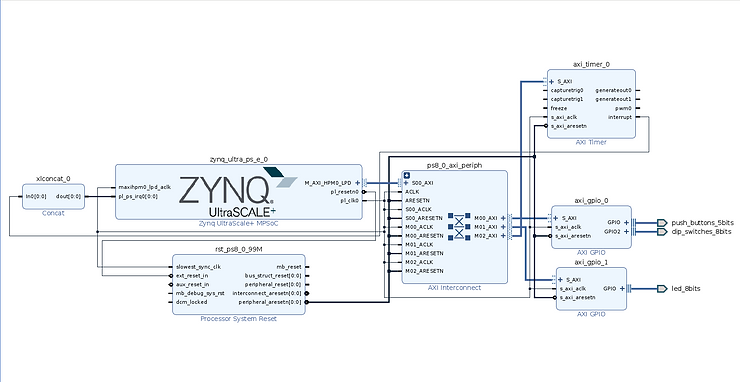 axi_timer_0
S_AXI
capturetrig0
capturetrig1
freeze
s_axi_aclk
s_axi_aresetn
generateout0
generateout1
pwm0
interrupt
AXI Timer
xlconcat_0
In0[0:0]
dout[0:0]
Concat
zynq_ultra_ps_e_0
maxihpm0_lpd_aclk
pl_ps_irq0[0:0]
ZYNQ
UltraSCALE+
M_AXI_HPM0_LPD
pl_resetn0
pl_clk0
Zynq UltraScale+ MPSoC
ps8_0_axi_periph
S00_AXI
ACLK
ARESETN
S00_ACLK
S00_ARESETN
M00_ACLK
M00_ARESETN
M01_ACLK
M01_ARESETN
M02_ACLK
M02_ARESETN
M00_AXI
M01_AXI
M02_AXI
AXI Interconnect
axi_gpio_0
S_AXI
s_axi_aclk
s_axi_aresetn
GPIO
GPIO2
AXI GPIO
push_buttons_5bits
dip_switches_8bits
rst_ps8_0_99M
slowest_sync_clk
ext_reset_in
aux_reset_in
mb_debug_sys_rst
dcm_locked
mb_reset
bus_struct_reset[0:0]
peripheral_reset[0:0]
interconnect_aresetn[0:0]
peripheral_aresetn[0:0]
Processor System Reset
axi_gpio_1
S_AXI
s_axi_aclk
s_axi_aresetn
GPIO
AXI GPIO
led_8bits